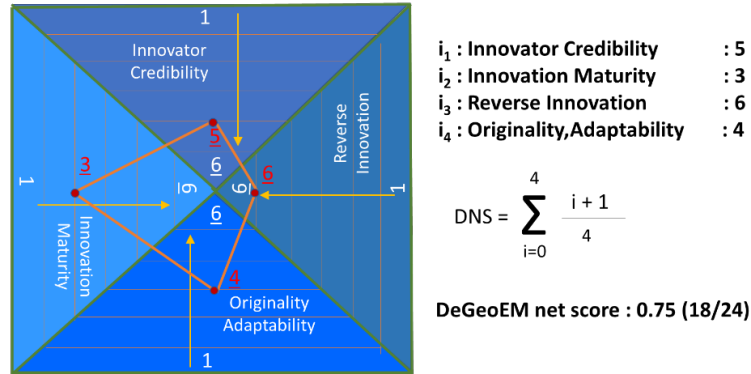 1
Innovator
Credibility
5
6
3
6
6
6
6
1
1
Innovation
Maturity
Reverse
Innovation
4
Originality
Adaptability
1
i1 : Innovator Credibility : 5
i2 : Innovation Maturity : 3
i3 : Reverse Innovation : 6
i4 : Originality,Adaptability : 4
4
DNS = ∑ i + 1
4
i=0
DeGeoEM net score : 0.75 (18/24)